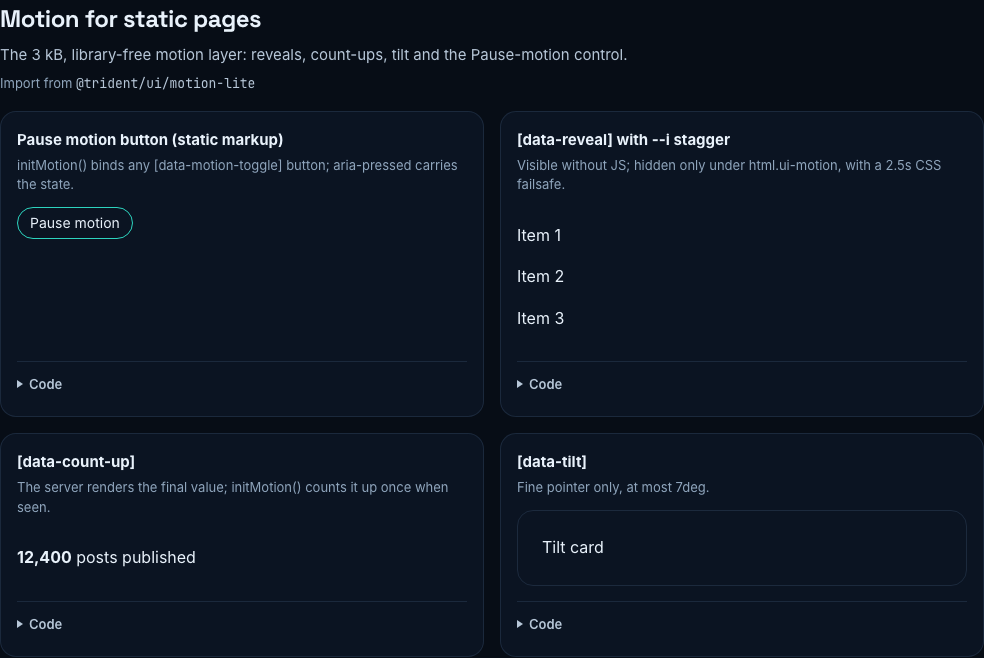 Motion for static pages
The 3 kB, library-free motion layer: reveals, count-ups, tilt and the Pause-motion control.
Import from @trident/ui/motion-lite
Pause motion button (static markup)
initMotion() binds any [data-motion-toggle] button; aria-pressed carries
the state.
Pause motion
Code
[data-reveal] with --i stagger
Visible without JS; hidden only under html.ui-motion, with a 2.5s CSS
failsafe.
Item 1
Item 2
Item 3
Code
[data-count-up]
The server renders the final value; initMotion() counts it up once when
seen.
12,400 posts published
Code
[data-tilt]
Fine pointer only, at most 7deg.
Tilt card
Code